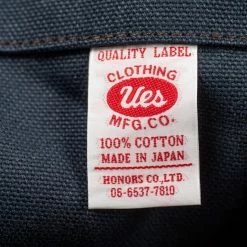 QUALITY LABEL
CLOTHING
Ues
MFG.CO.
100% COTTON
MADE IN JAPAN
HONORS CO.,LTD.
06-6537-7810